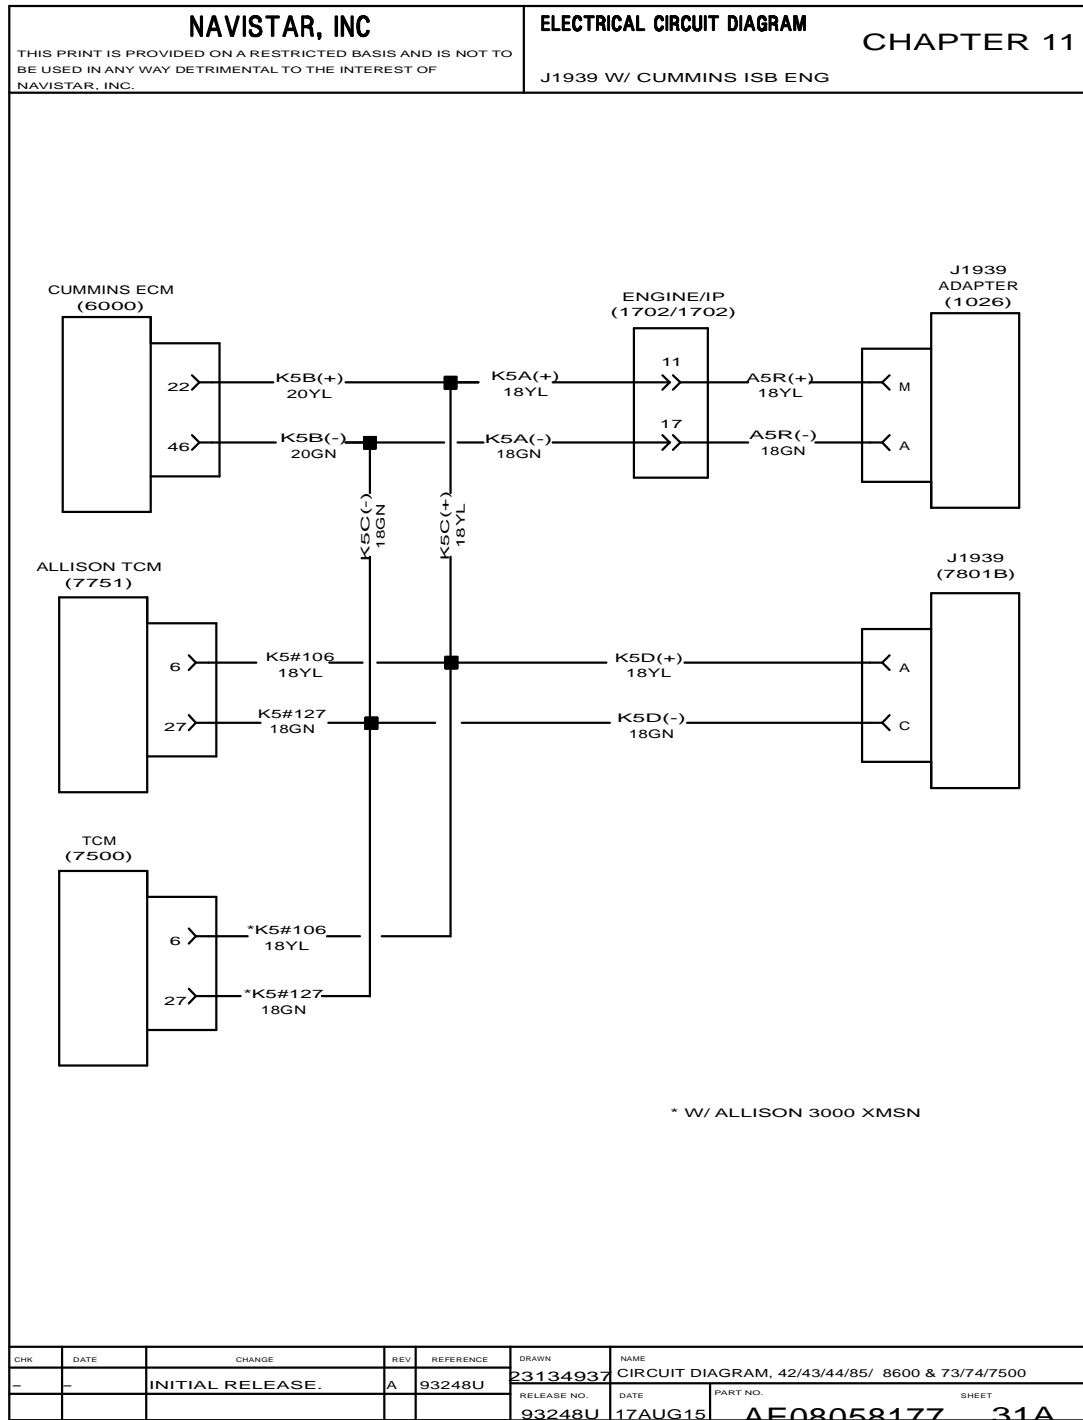 NAVISTAR, INC
THIS PRINT IS PROVIDED ON A RESTRICTED BASIS AND IS NOT TO
BE USED IN ANY WAY DETRIMENTAL TO THE INTEREST OF
NAVISTAR, INC.
ELECTRICAL CIRCUIT DIAGRAM
CHAPTER 11
J1939 W/ CUMMINS ISB ENG
CUMMINS ECM
(6000)
ENGINE/IP
(1702/1702)
J1939
ADAPTER
(1026)
22
K5B(+)
20YL
K5A(+)
18YL
11
A5R(+)
18YL
M
46
K5B(-)
20GN
K5A(-)
18GN
17
A5R(-)
18GN
A
K5C(-)
18GN
K5C(+)
18YL
ALLISON TCM
(7751)
J1939
(7801B)
6
K5#106
18YL
K5D(+)
18YL
A
27
K5#127
18GN
K5D(-)
18GN
C
TCM
(7500)
6
*K5#106
18YL
27
*K5#127
18GN
* W/ ALLISON 3000 XMSN
CHK
DATE
CHANGE
REV
REFERENCE
DRAWN
NAME
–
–
INITIAL RELEASE.
A
93248U
23134937
CIRCUIT DIAGRAM, 42/43/44/85/ 8600 & 73/74/7500
RELEASE NO.
DATE
PART NO.
SHEET
93248U
17AUG15
AE08058177
31A